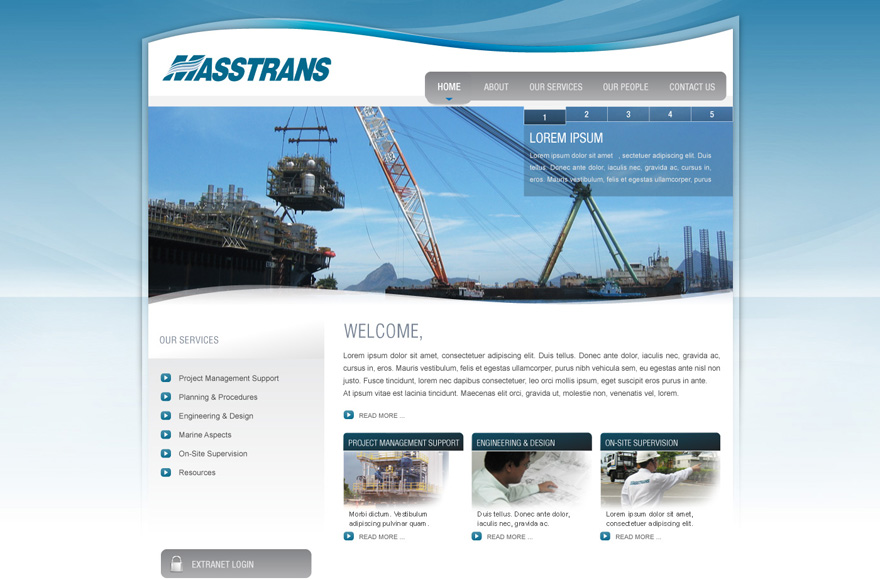 MASSTRANS
HOME ABOUT OUR SERVICES OUR PEOPLE CONTACT US
1 2 3 4 5
LOREM IPSUM
Lorem ipsum dolor sit amet , sectetuer adipiscing elit. Duis
tellus. Donec ante dolor, iaculis nec, gravida ac, cursus in,
eros. Mauris vestibulum, felis et egestas ullamcorper, purus
OUR SERVICES
Project Management Support
Planning & Procedures
Engineering & Design
Marine Aspects
On-Site Supervision
Resources
EXTRANET LOGIN
WELCOME,
Lorem ipsum dolor sit amet, consectetuer adipiscing elit. Duis tellus. Donec ante dolor, iaculis nec, gravida ac,
cursus in, eros. Mauris vestibulum, felis et egestas ullamcorper, purus nibh vehicula sem, eu egestas ante nisl non
justo. Fusce tincidunt, lorem nec dapibus consectetuer, leo orci mollis ipsum, eget suscipit eros purus in ante.
At ipsum vitae est lacinia tincidunt. Maecenas elit orci, gravida ut, molestie non, venenatis vel, lorem.
READ MORE ...
PROJECT MANAGEMENT SUPPORT
Morbi dictum. Vestibulum
adipiscing pulvinar quam.
READ MORE ...
ENGINEERING & DESIGN
Duis tellus. Donec ante dolor,
iaculis nec, gravida ac.
READ MORE ...
ON-SITE SUPERVISION
Lorem ipsum dolor sit amet,
consectetuer adipiscing elit.
READ MORE ...